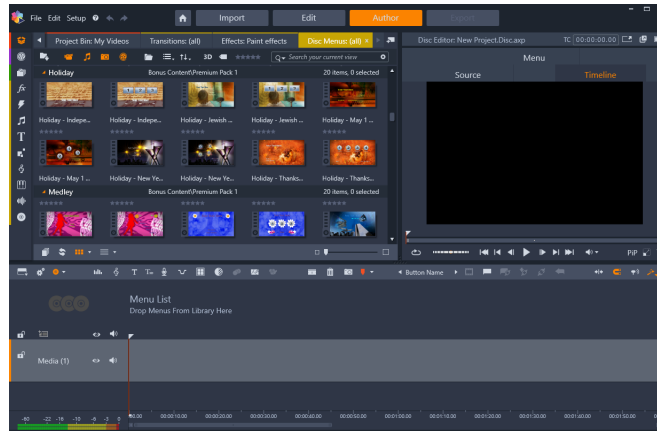 File Edit Setup
Import Edit Author Export
Project Bin: My Videos Transitions: (all) Effects: Paint effects Disc Menus: (all) ×
Disc Editor: New Project.Disc.axp TC 00:00:00.00
3D Search your current view
Menu
Source Timeline
Holiday Bonus Content\Premium Pack 1 20 items, 0 selected
Holiday - Indepe... Holiday - Indepe... Holiday - Jewish ... Holiday - Jewish ... Holiday - May 1 ...
Holiday - May 1 ... Holiday - New Ye... Holiday - New Ye... Holiday - Thanks... Holiday - Thanks...
Medley Bonus Content\Premium Pack 1 20 items, 0 selected
PiP
Button Name
Menu List
Drop Menus From Library Here
Media (1)
-60 -22 -16 -10 -6 -3 0
00:00:10.00 00:00:20.00 00:00:30.00 00:00:40.00 00:00:50.00 00:01:00.00 00:01:10.00 00:01:20.00 00:01:30.00 00:01:40.00 00:01:50.00